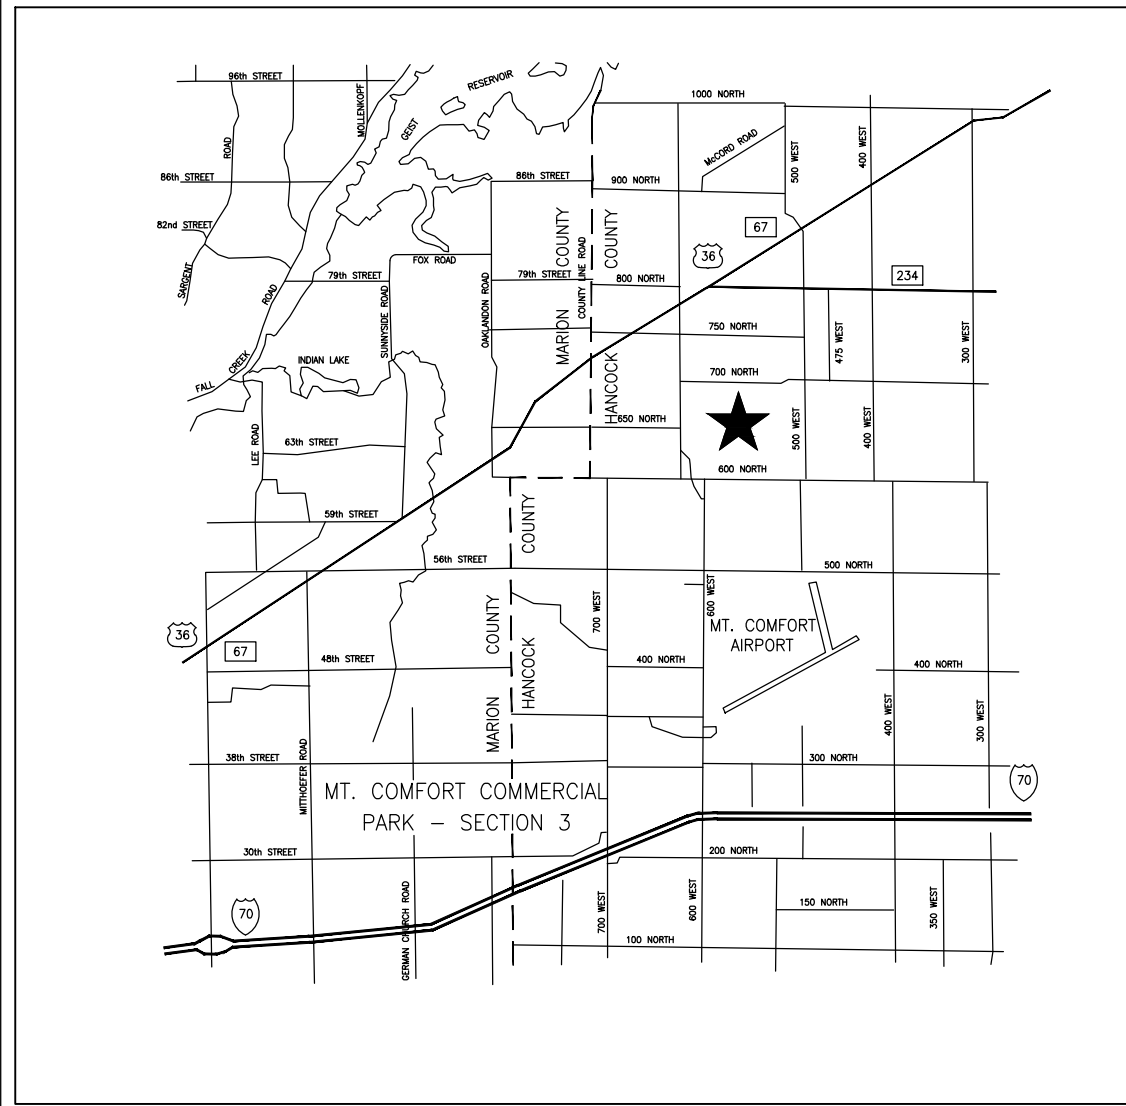 RESERVOIR
96th STREET
1000 NORTH
MOLLENKOPF
GEIST
McCORD ROAD
ROAD
400 WEST
500 WEST
86th STREET
86th STREET
900 NORTH
82nd STREET
67
MARION COUNTY
HANCOCK COUNTY
COUNTY LINE ROAD
36
FOX ROAD
SARGENT
79th STREET
79th STREET
800 NORTH
234
ROAD
SUNNYSIDE ROAD
OAKLANDON ROAD
750 NORTH
475 WEST
300 WEST
FALL CREEK
INDIAN LAKE
700 NORTH
650 NORTH
500 WEST
400 WEST
LEE ROAD
63th STREET
600 NORTH
59th STREET
56th STREET
500 NORTH
MARION COUNTY
HANCOCK COUNTY
700 WEST
600 WEST
MT. COMFORT
AIRPORT
36
67
48th STREET
400 NORTH
400 NORTH
400 WEST
300 WEST
38th STREET
MITTHOEFER ROAD
300 NORTH
MT. COMFORT COMMERCIAL
PARK – SECTION 3
70
30th STREET
200 NORTH
GERMAN CHURCH ROAD
700 WEST
600 WEST
150 NORTH
350 WEST
70
100 NORTH